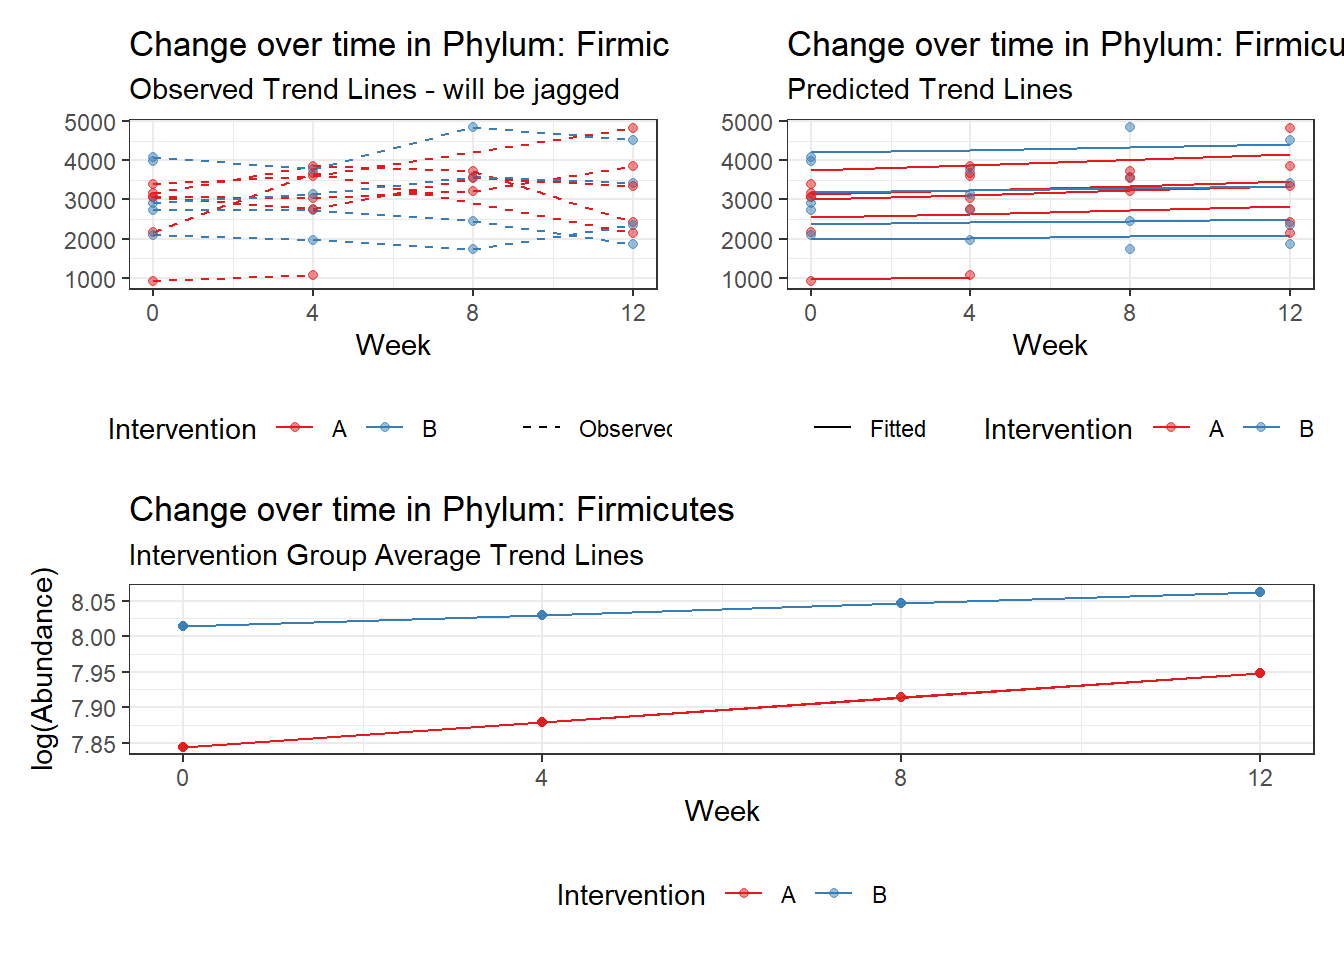 Change over time in Phylum: Firmic
Observed Trend Lines - will be jagged
5000
4000
3000
2000
1000
0 4 8 12
Week
Intervention A B Observed
Change over time in Phylum: Firmicu
Predicted Trend Lines
5000
4000
3000
2000
1000
0 4 8 12
Week
Fitted Intervention A B
Change over time in Phylum: Firmicutes
Intervention Group Average Trend Lines
log(Abundance)
8.05
8.00
7.95
7.90
7.85
0 4 8 12
Week
Intervention A B